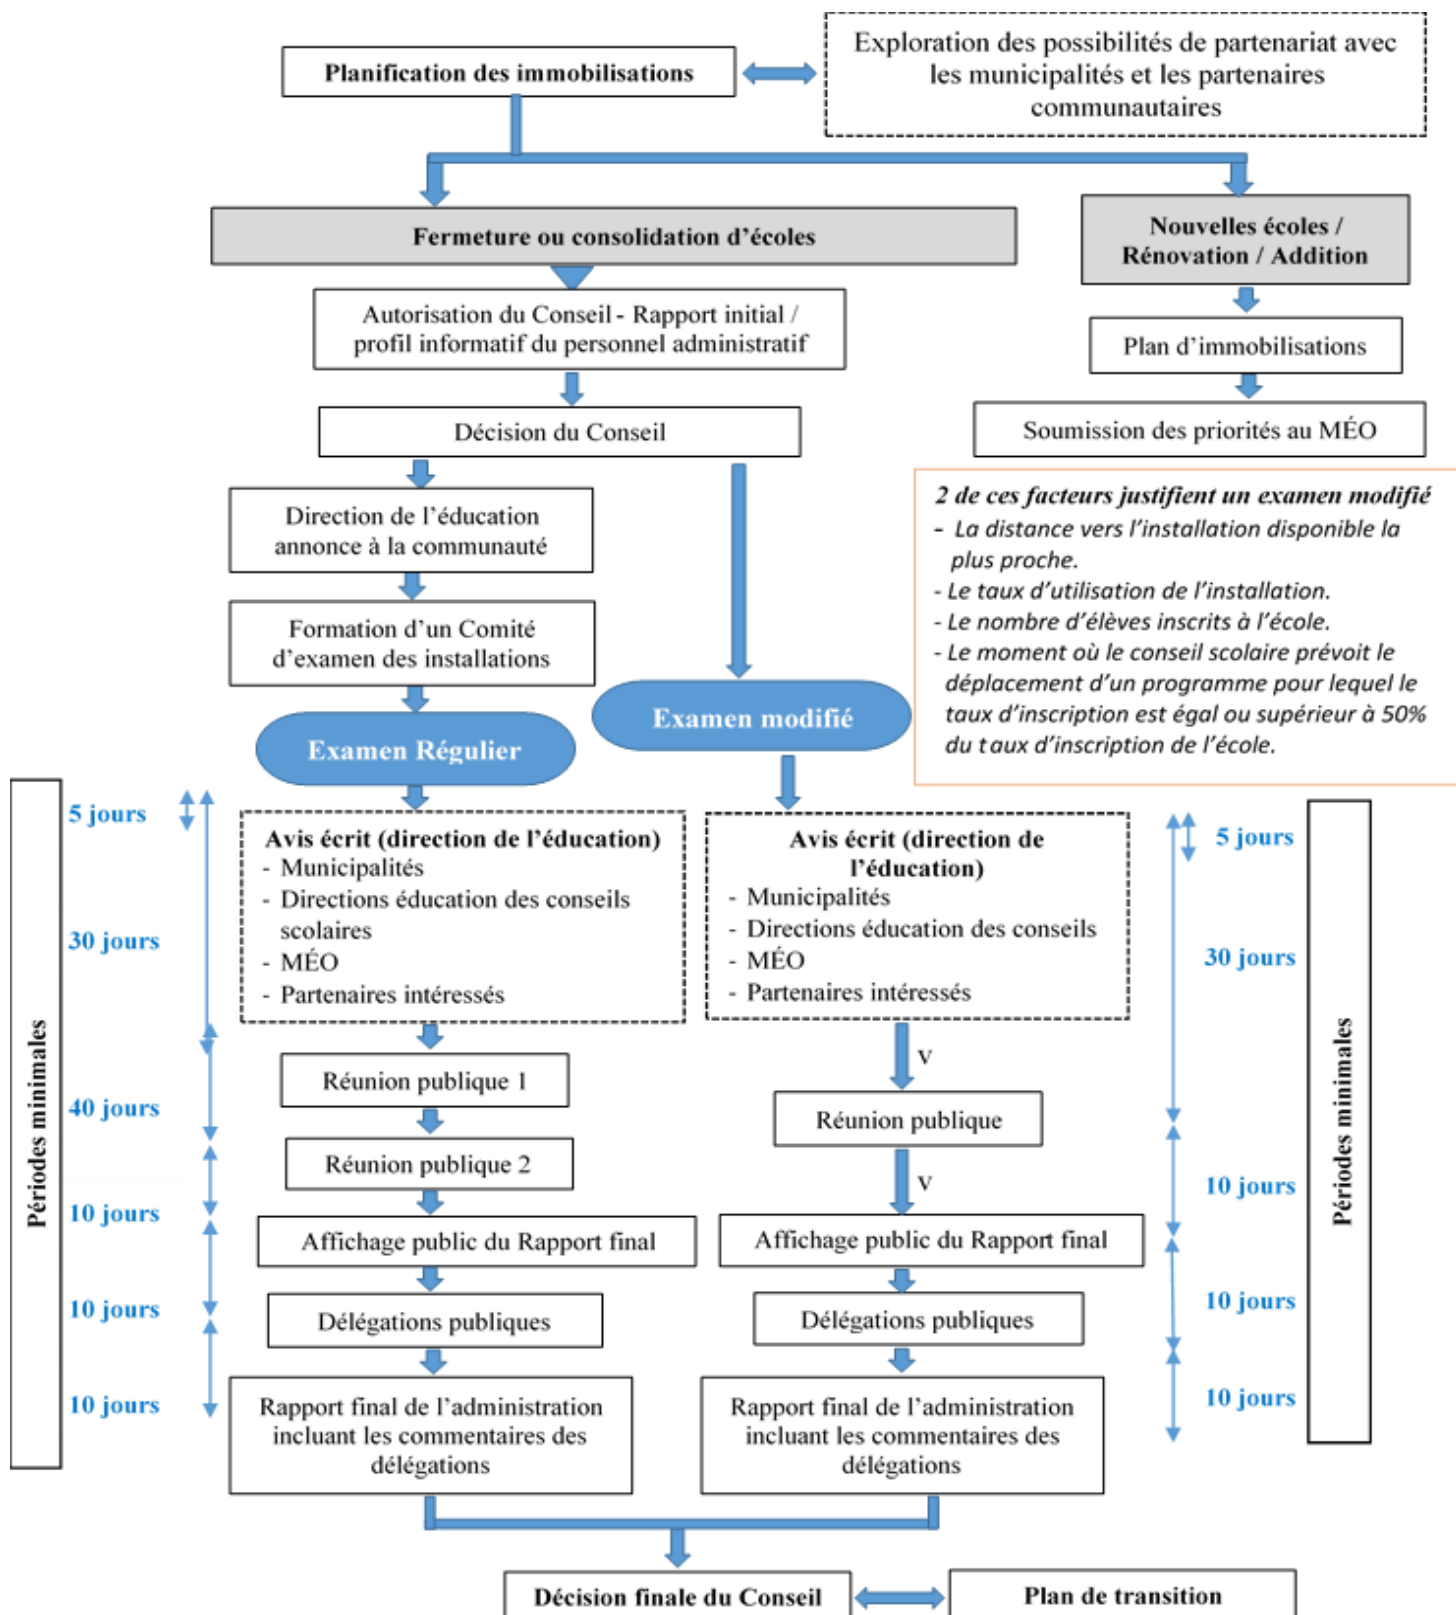 Planification des immobilisations
Exploration des possibilités de partenariat avec
les municipalités et les partenaires
communautaires
Fermeture ou consolidation d'écoles
Nouvelles écoles /
Rénovation / Addition
Autorisation du Conseil - Rapport initial /
profil informatif du personnel administratif
Plan d'immobilisations
Décision du Conseil
Soumission des priorités au MÉO
2 de ces facteurs justifient un examen modifié
- La distance vers l'installation disponible la
plus proche.
- Le taux d'utilisation de l'installation.
- Le nombre d'élèves inscrits à l'école.
- Le moment où le conseil scolaire prévoit le
déplacement d'un programme pour lequel le
taux d'inscription est égal ou supérieur à 50%
du taux d'inscription de l'école.
Direction de l'éducation
annonce à la communauté
Formation d'un Comité
d'examen des installations
Examen Régulier
Examen modifié
Périodes minimales
5 jours
30 jours
40 jours
10 jours
10 jours
10 jours
Avis écrit (direction de l'éducation)
- Municipalités
- Directions éducation des conseils
scolaires
- MÉO
- Partenaires intéressés
Réunion publique 1
Réunion publique 2
Affichage public du Rapport final
Délégations publiques
Rapport final de l'administration
incluant les commentaires des
délégations
Avis écrit (direction de
l'éducation)
- Municipalités
- Directions éducation des conseils
- MÉO
- Partenaires intéressés
v
Réunion publique
v
Affichage public du Rapport final
Délégations publiques
Rapport final de l'administration
incluant les commentaires des
délégations
5 jours
30 jours
10 jours
10 jours
10 jours
Périodes minimales
Décision finale du Conseil
Plan de transition